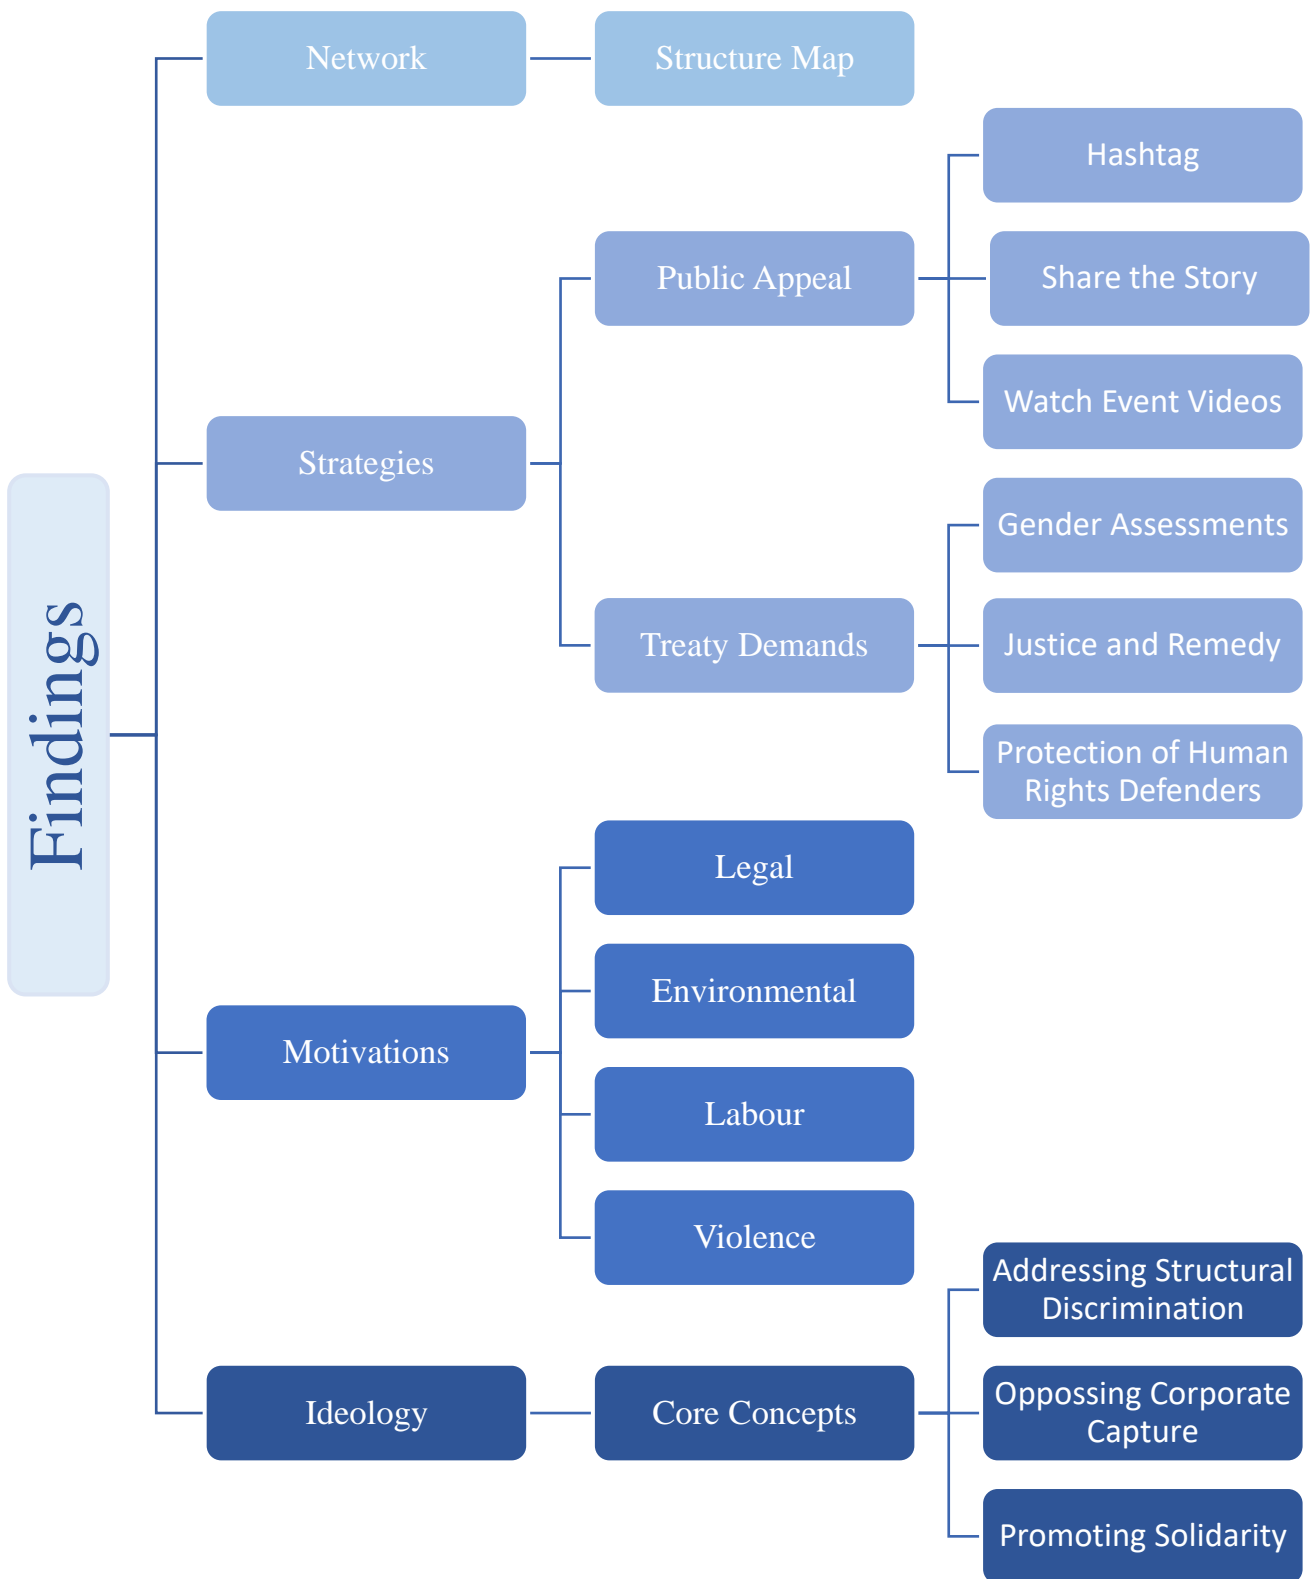 Findings
Network
Structure Map
Strategies
Public Appeal
Hashtag
Share the Story
Watch Event Videos
Treaty Demands
Gender Assessments
Justice and Remedy
Protection of Human
Rights Defenders
Motivations
Legal
Environmental
Labour
Violence
Ideology
Core Concepts
Addressing Structural
Discrimination
Oppossing Corporate
Capture
Promoting Solidarity